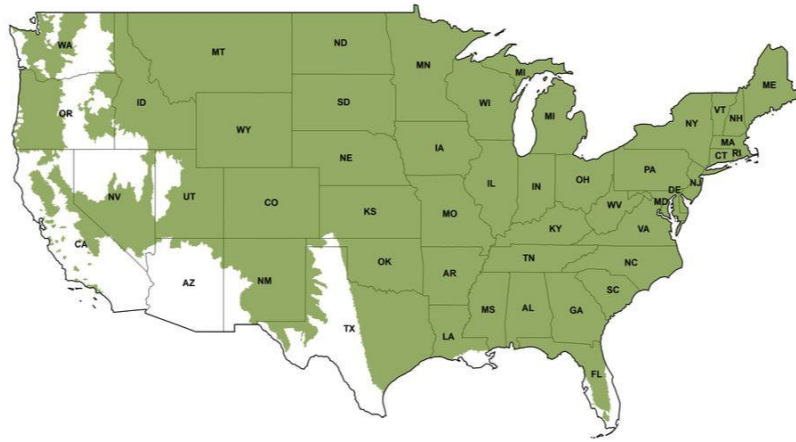 WA
MT
ND
MN
MI
ME
VT
NH
OR
ID
SD
WI
MI
NY
MA
CT
RI
WY
IA
PA
NJ
NE
IL
IN
OH
DE
MD
NV
UT
CO
KS
MO
WV
VA
KY
CA
AZ
NM
OK
AR
TN
NC
SC
TX
LA
MS
AL
GA
FL